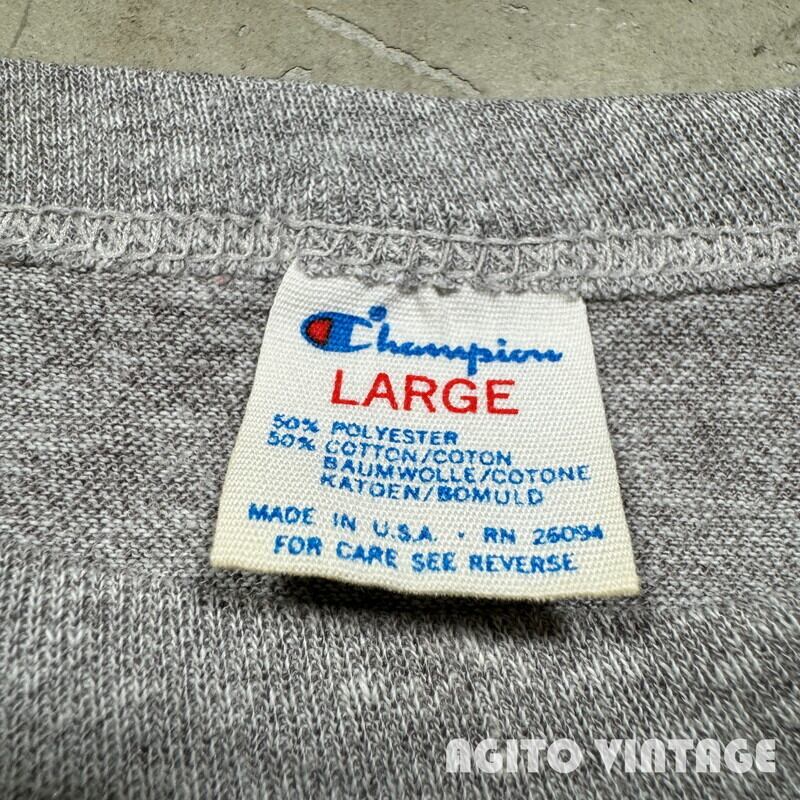 Champion
LARGE
50% POLYESTER
50% COTTON/COTON
BAUMWOLLE/COTONE
KATOEN/BOMULD
MADE IN U.S.A. · RN 26094
FOR CARE SEE REVERSE
AGITO VINTAGE